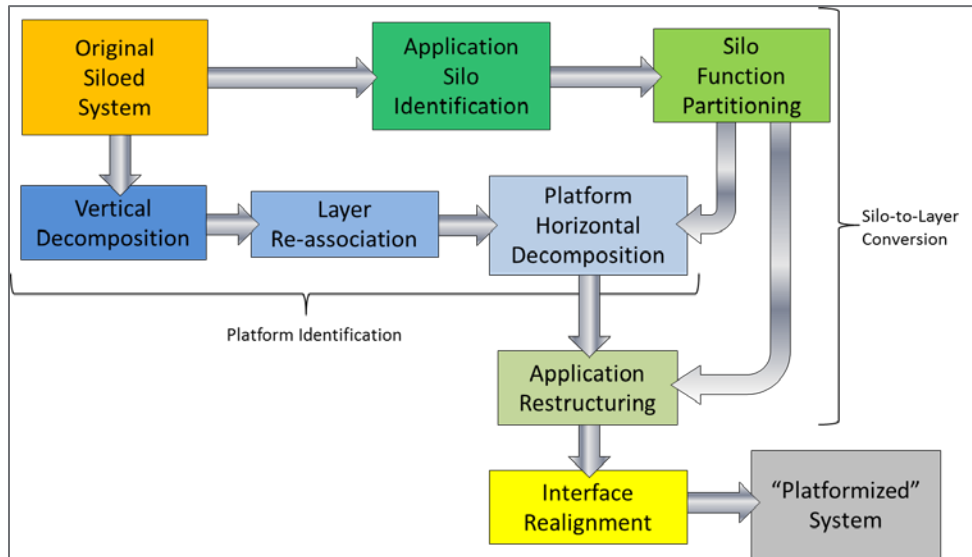 Original
Siloed
System
Application
Silo
Identification
Silo
Function
Partitioning
Vertical
Decomposition
Layer
Re-association
Platform
Horizontal
Decomposition
Silo-to-Layer
Conversion
Platform Identification
Application
Restructuring
Interface
Realignment
“Platformized”
System